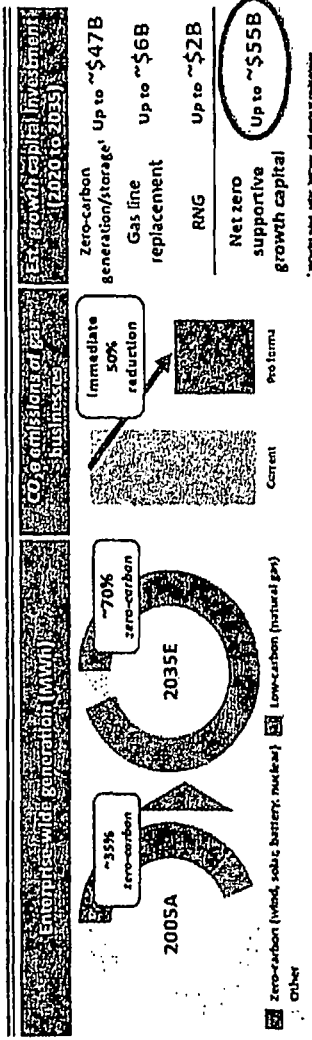 Enterprise-wide generation (MWh)
~35%
zero-carbon
2005A
~70%
zero-carbon
2035E
Zero-carbon (wind, solar, battery, nuclear)
Low-carbon (natural gas)
Other
CO₂e emissions of gas
businesses
Immediate
50%
reduction
Current
Pro forma
Est. growth capital investment
(2020 to 2035)
Zero-carbon
generation/storage¹ Up to ~$47B
Gas line
replacement
Up to ~$6B
RNG
Up to ~$2B
Net zero
supportive
growth capital
Up to ~$55B